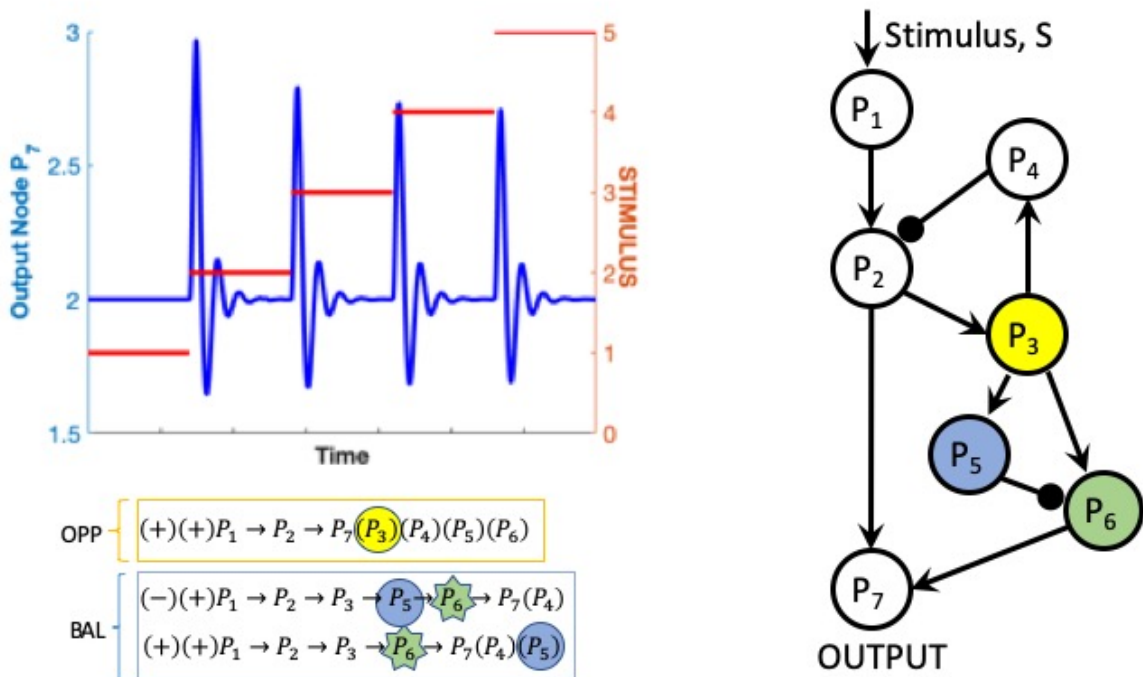 3
2.5
2
1.5
Output Node P₇
Time
5
4
3
2
1
0
STIMULUS
OPP
(+)(+)P₁ → P₂ → P₇(P₃)(P₄)(P₅)(P₆)
BAL
(−)(+)P₁ → P₂ → P₃ → P₅ → P₆ → P₇(P₄)
(+)(+)P₁ → P₂ → P₃ → P₆ → P₇(P₄)(P₅)
Stimulus, S
P₁
P₄
P₂
P₃
P₅
P₆
P₇
OUTPUT